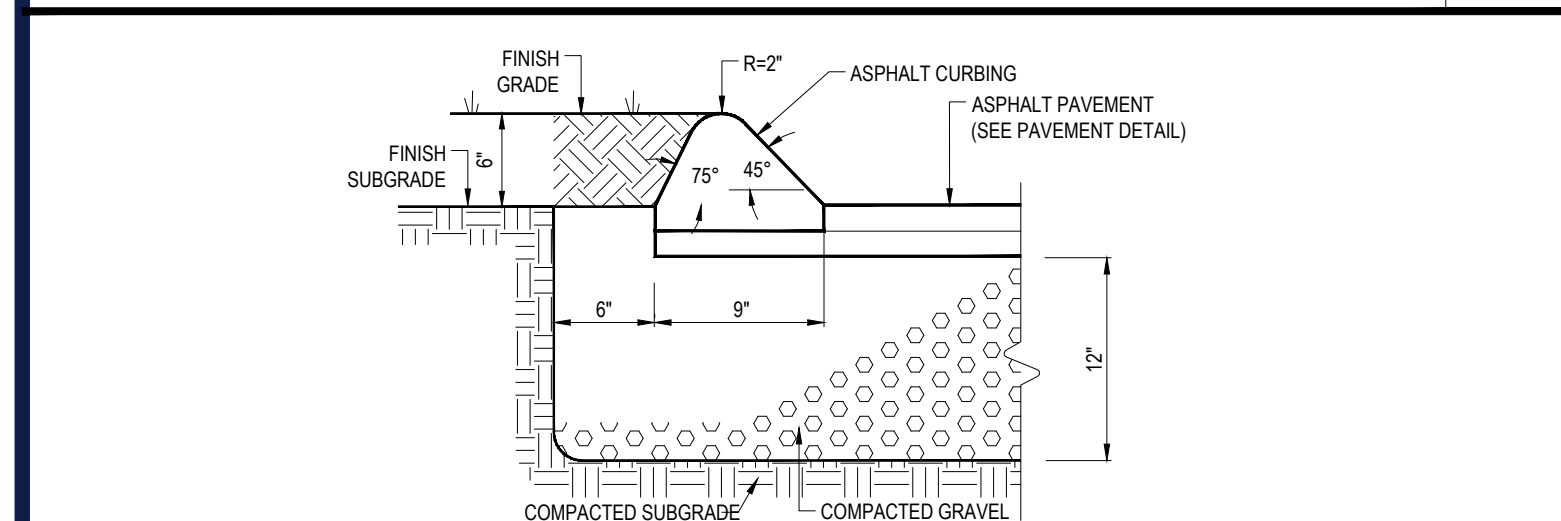 FINISH
GRADE
R=2"
ASPHALT CURBING
ASPHALT PAVEMENT
(SEE PAVEMENT DETAIL)
FINISH
SUBGRADE
6"
75°
45°
6"
9"
12"
COMPACTED SUBGRADE
COMPACTED GRAVEL